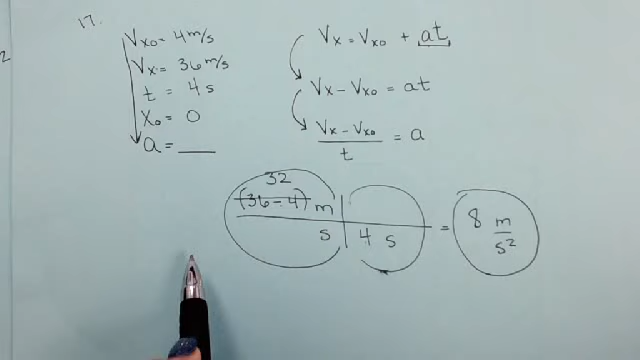 17.
2
Vx0 = 4 m/s
Vx = 36 m/s
t = 4 s
X0 = 0
a = ____
Vx = Vx0 + at
Vx - Vx0 = at
Vx - Vx0
t
= a
32
(36-4) m
s
4 s
= 8 m/s²